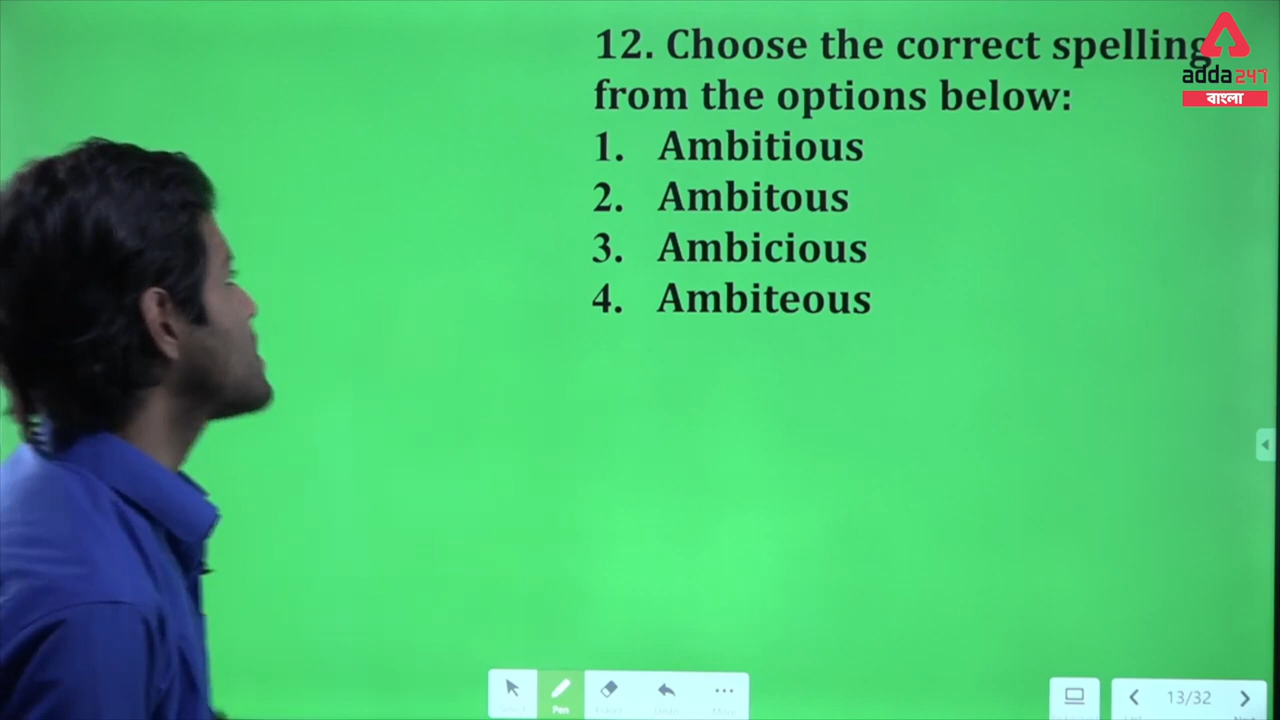 12. Choose the correct spelling
from the options below:
1. Ambitious
2. Ambitous
3. Ambicious
4. Ambiteous
adda247
বাংলা
Pen
13/32